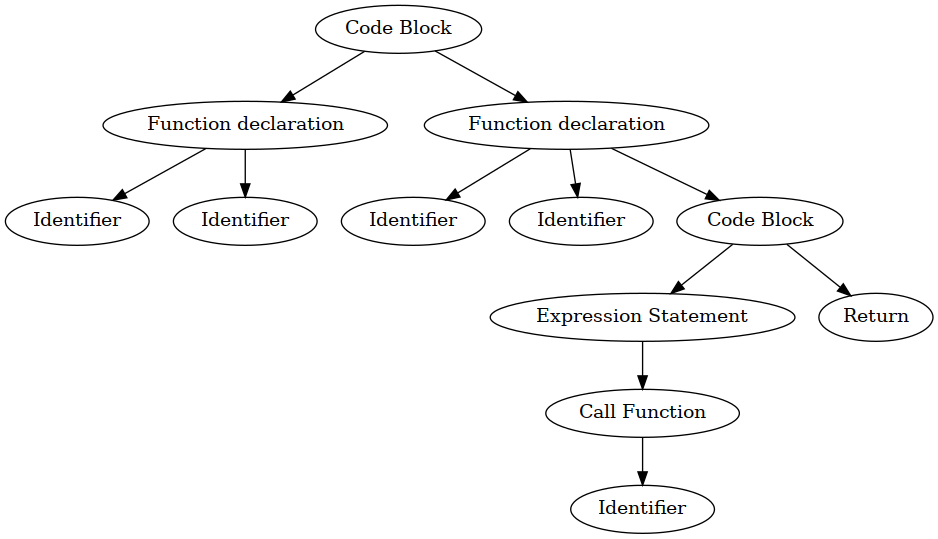 Code Block
Function declaration
Function declaration
Identifier
Identifier
Identifier
Identifier
Code Block
Expression Statement
Return
Call Function
Identifier